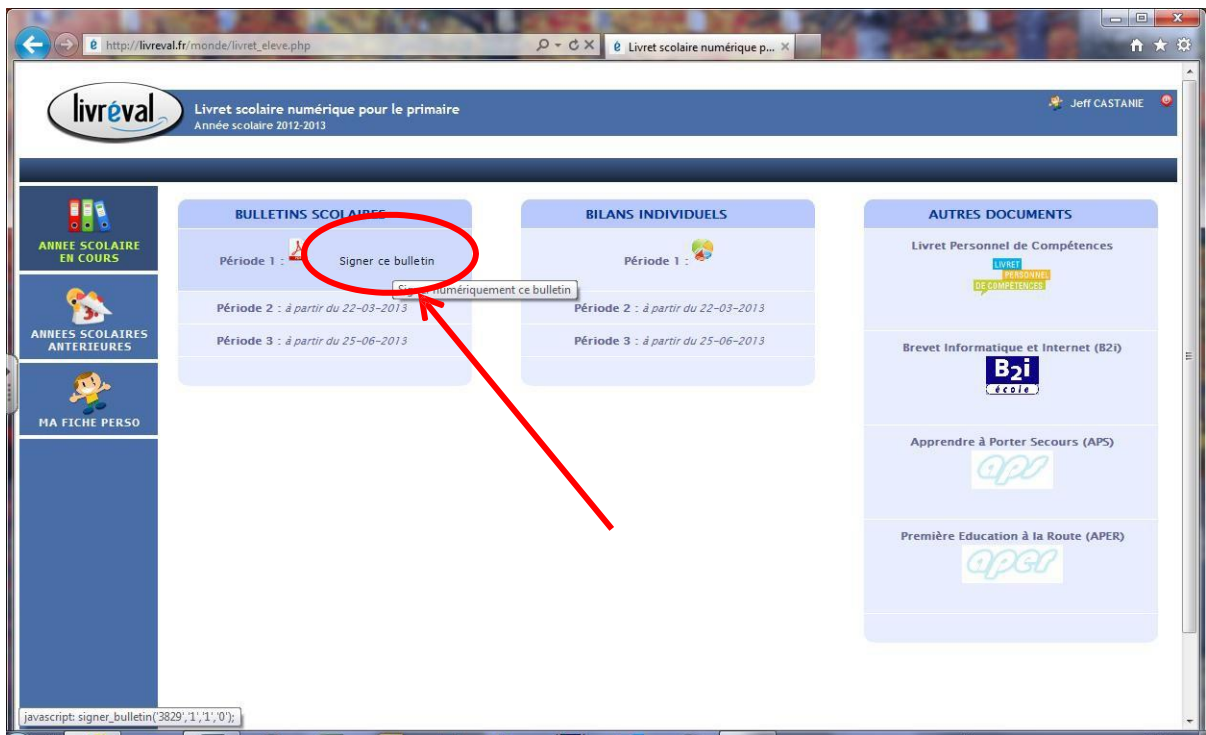 http://livreval.fr/monde/livret_eleve.php
Livret scolaire numérique p...
livréval
Livret scolaire numérique pour le primaire
Année scolaire 2012-2013
Jeff CASTANIE
ANNEE SCOLAIRE
EN COURS
ANNEES SCOLAIRES
ANTERIEURES
MA FICHE PERSO
BULLETINS SCOLAIRES
Période 1 :
Signer ce bulletin
Signer numériquement ce bulletin
Période 2 : à partir du 22-03-2013
Période 3 : à partir du 25-06-2013
BILANS INDIVIDUELS
Période 1 :
Période 2 : à partir du 22-03-2013
Période 3 : à partir du 25-06-2013
AUTRES DOCUMENTS
Livret Personnel de Compétences
LIVRET
PERSONNEL
DE COMPÉTENCES
Brevet Informatique et Internet (B2i)
B2i
école
Apprendre à Porter Secours (APS)
aps
Première Education à la Route (APER)
aper
javascript: signer_bulletin('3829','1','1','0');